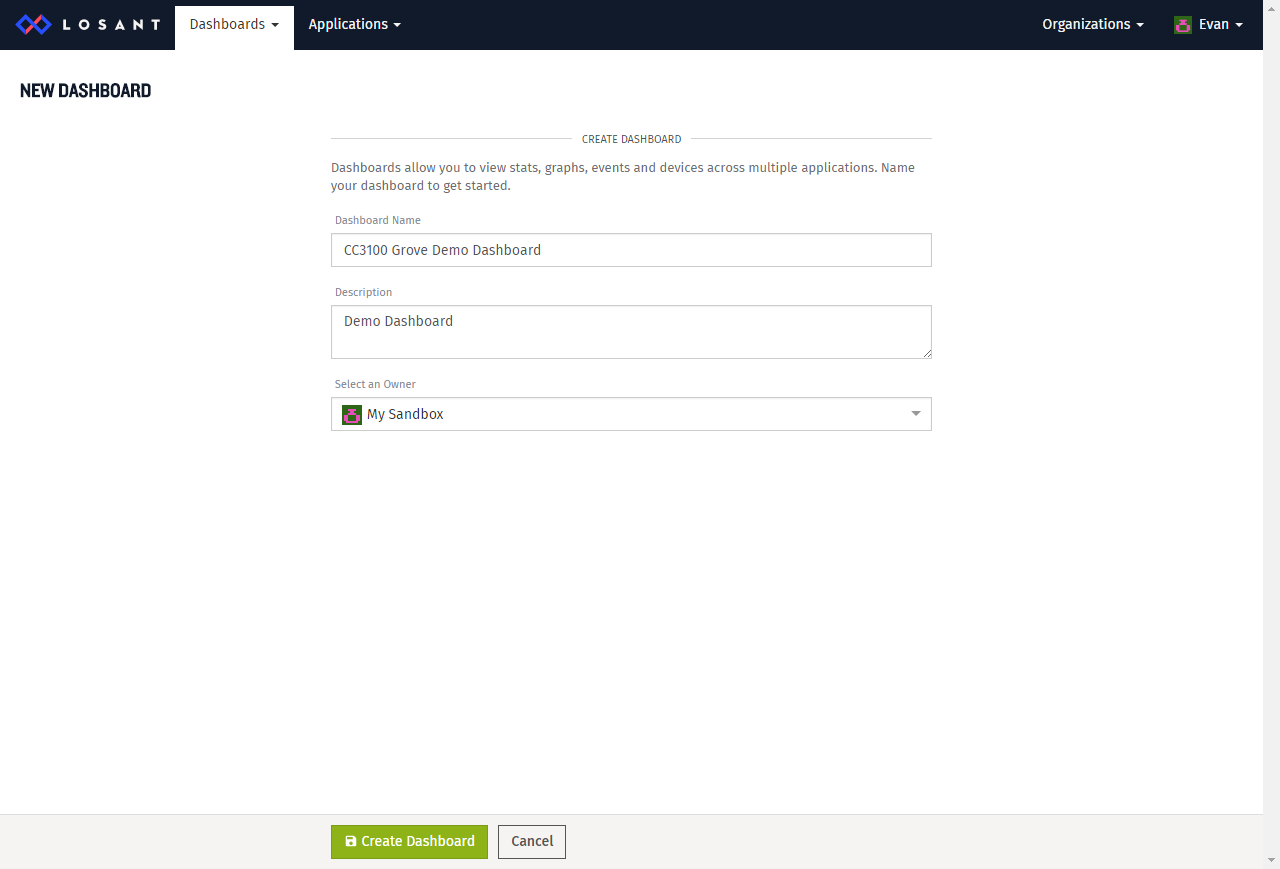 LOSANT Dashboards Applications Organizations Evan
NEW DASHBOARD
CREATE DASHBOARD
Dashboards allow you to view stats, graphs, events and devices across multiple applications. Name
your dashboard to get started.
Dashboard Name
CC3100 Grove Demo Dashboard
Description
Demo Dashboard
Select an Owner
My Sandbox
Create Dashboard Cancel